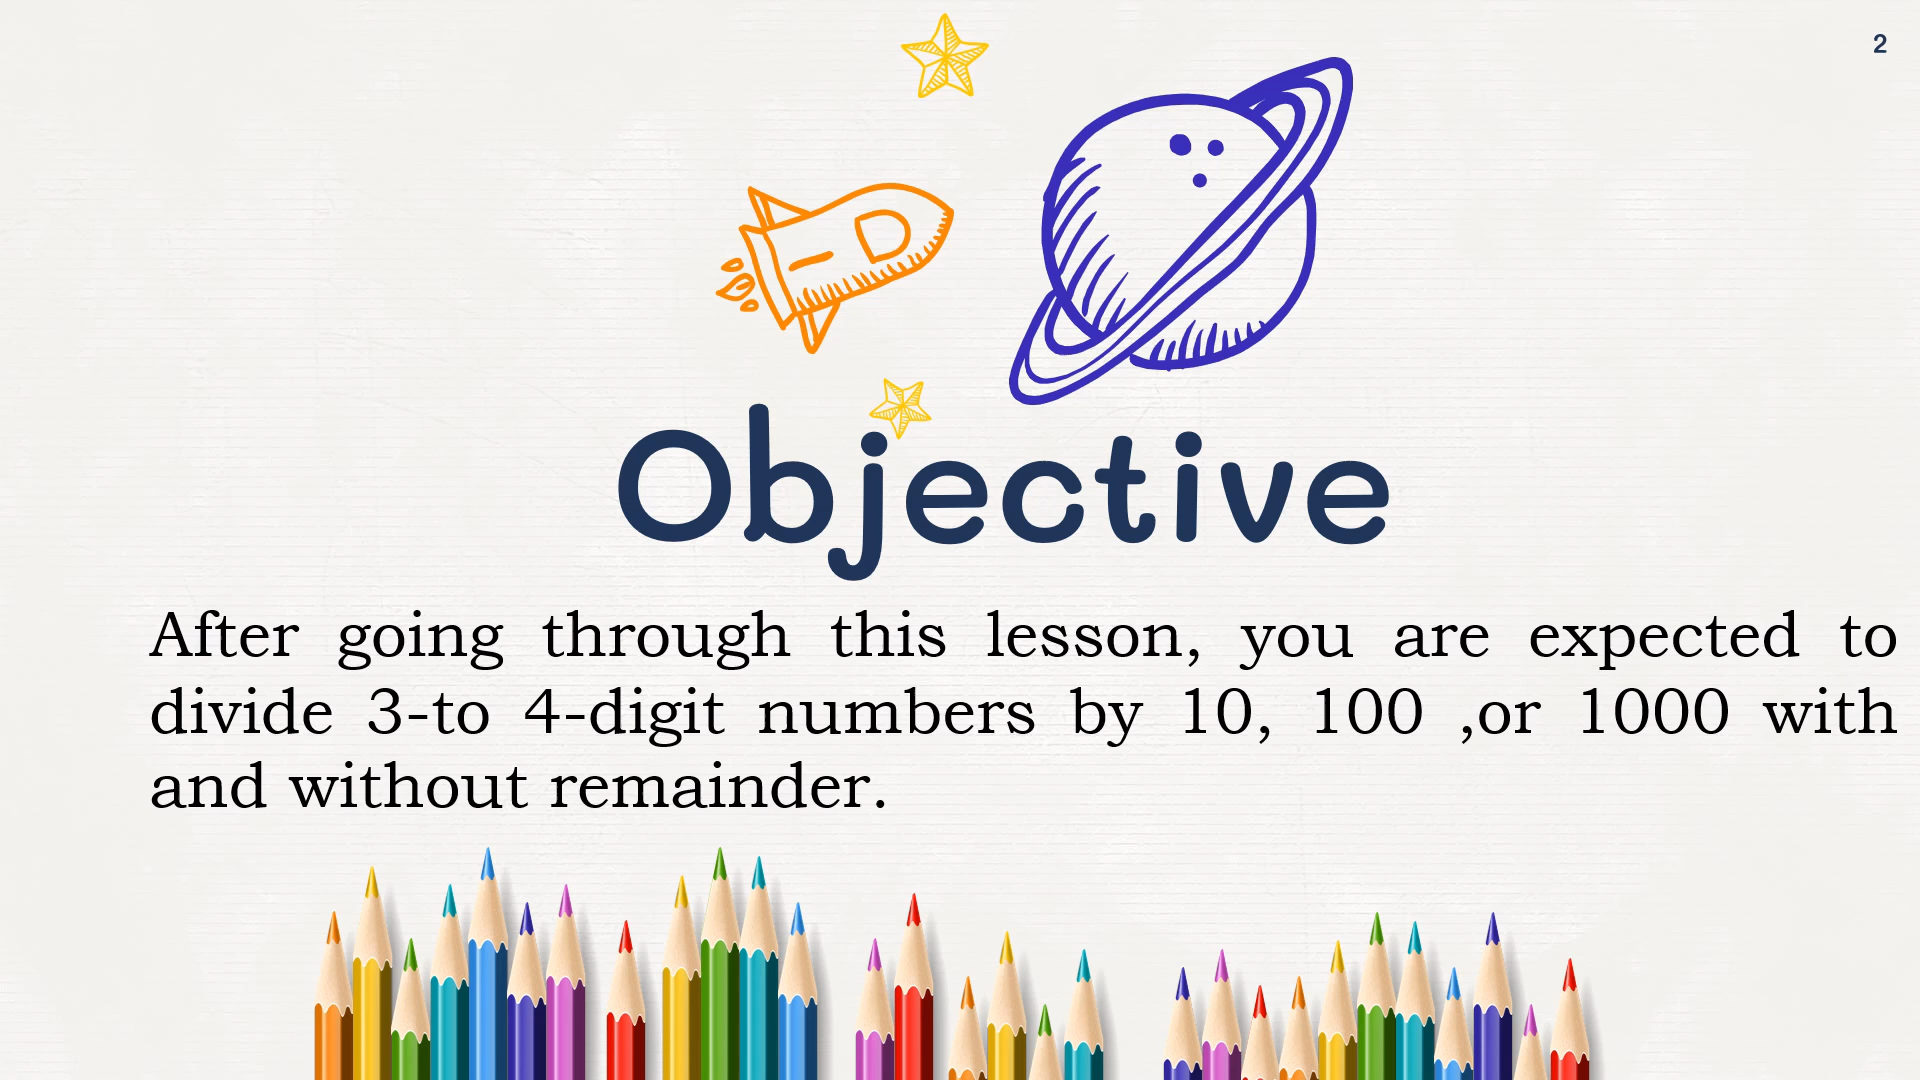 2
Objective
After going through this lesson, you are expected to
divide 3-to 4-digit numbers by 10, 100 ,or 1000 with
and without remainder.